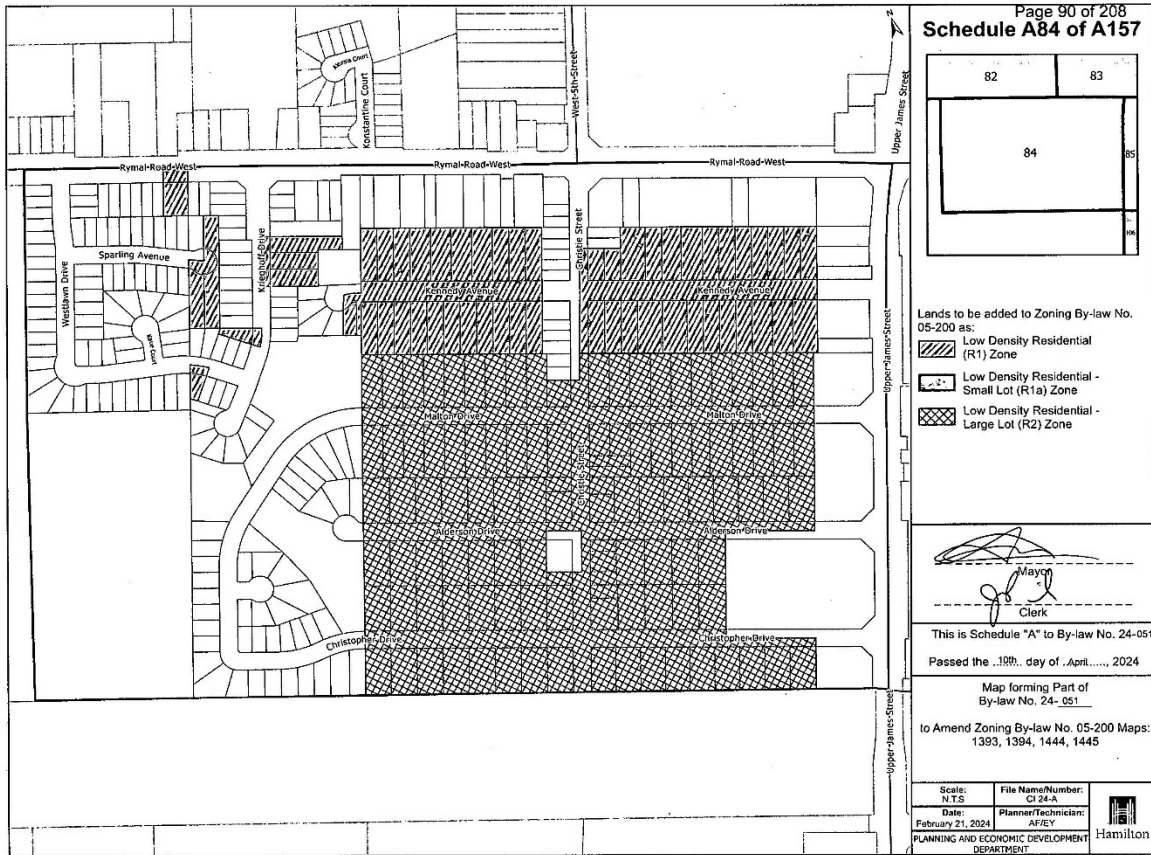 Page 90 of 208
Schedule A84 of A157
82
83
84
85
106
Lands to be added to Zoning By-law No.
05-200 as:
Low Density Residential
(R1) Zone
Low Density Residential -
Small Lot (R1a) Zone
Low Density Residential -
Large Lot (R2) Zone
Mayor
Clerk
This is Schedule "A" to By-law No. 24-051
Passed the ..10th.. day of ..April....., 2024
Map forming Part of
By-law No. 24- 051
to Amend Zoning By-law No. 05-200 Maps:
1393, 1394, 1444, 1445
Scale:
N.T.S
File Name/Number:
CI 24-A
Date:
February 21, 2024
Planner/Technician:
AF/EY
PLANNING AND ECONOMIC DEVELOPMENT
DEPARTMENT
Hamilton
Konstantine Court
West-5th-Street
Upper James Street
Rymal-Road-West
Rymal-Road-West
Rymal-Road-West
Westlawn Drive
Sparling Avenue
Krieghoff-Drive
Christie Street
Kennedy Avenue
Kennedy Avenue
Upper-James-Street
Malton Drive
Malton Drive
Christie Street
Alderson Drive
Alderson Drive
Christopher Drive
Christopher Drive
Upper-James-Street